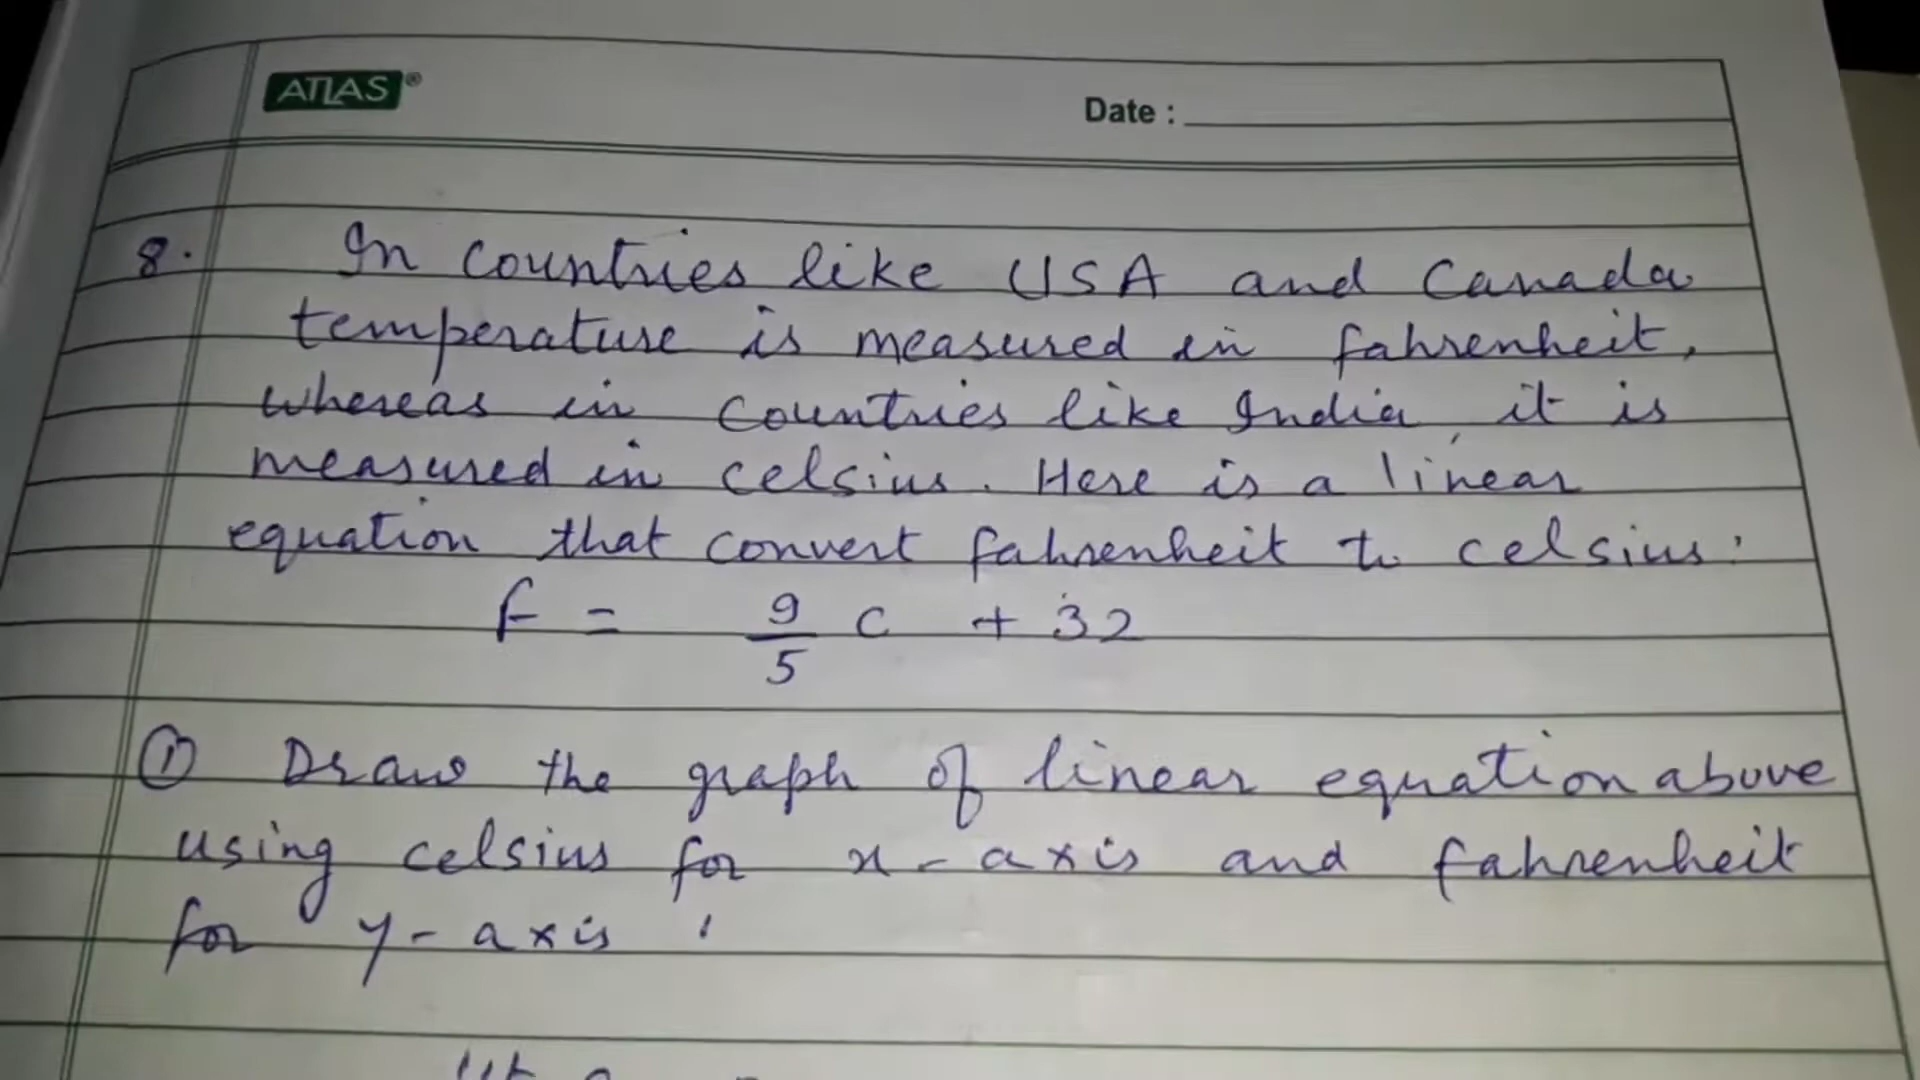 ATLAS®
Date :
8. In countries like USA and Canada
temperature is measured in fahrenheit,
whereas in countries like India, it is
measured in celsius. Here is a linear
equation that convert fahrenheit to celsius:
F = 9/5 C + 32
① Draw the graph of linear equation above
using celsius for x-axis and fahrenheit
for y-axis.